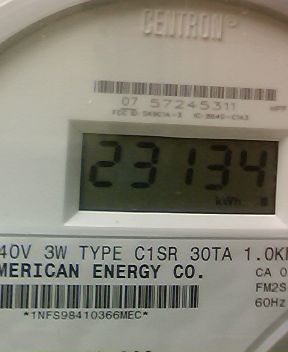 CENTRON
07 57245311
23134
kWh
40V 3W TYPE C1SR 30TA 1.0K
MERICAN ENERGY CO.
CA 0
FM2S
60Hz
*1NFS98410366MEC*